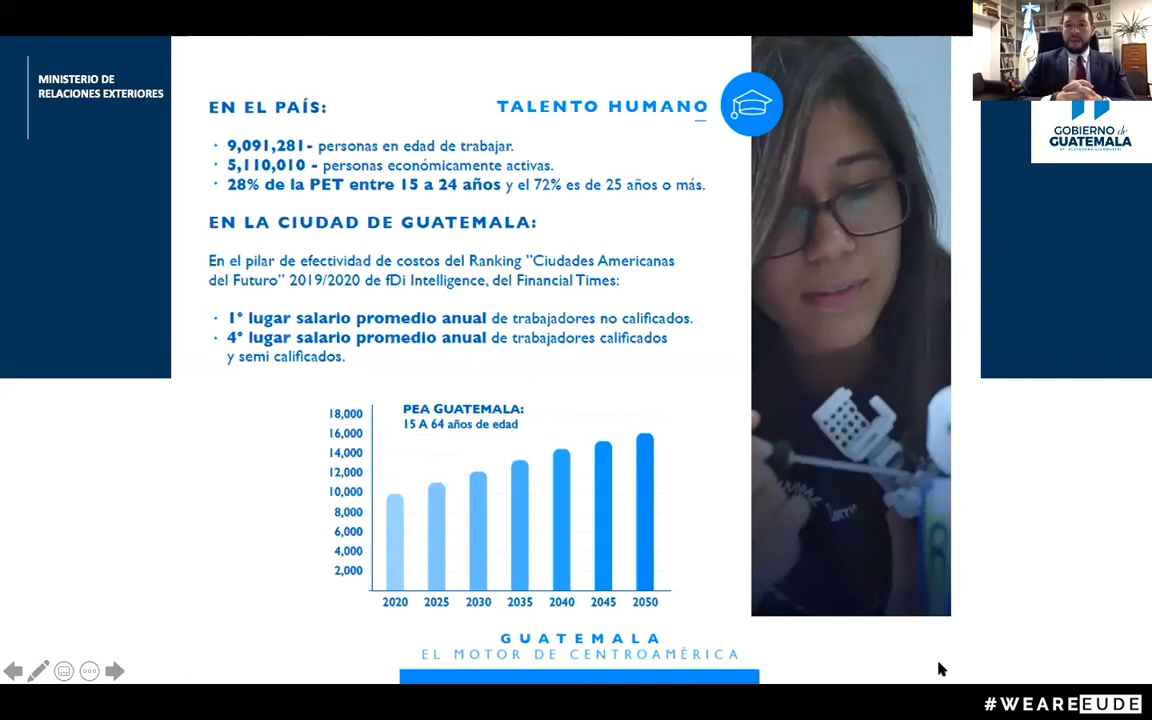 MINISTERIO DE
RELACIONES EXTERIORES
EN EL PAÍS:
TALENTO HUMANO
· 9,091,281- personas en edad de trabajar.
· 5,110,010 - personas económicamente activas.
· 28% de la PET entre 15 a 24 años y el 72% es de 25 años o más.
EN LA CIUDAD DE GUATEMALA:
En el pilar de efectividad de costos del Ranking "Ciudades Americanas
del Futuro" 2019/2020 de fDi Intelligence, del Financial Times:
· 1° lugar salario promedio anual de trabajadores no calificados.
· 4° lugar salario promedio anual de trabajadores calificados
y semi calificados.
PEA GUATEMALA:
15 A 64 años de edad
18,000
16,000
14,000
12,000
10,000
8,000
6,000
4,000
2,000
2020 2025 2030 2035 2040 2045 2050
GUATEMALA
EL MOTOR DE CENTROAMÉRICA
GOBIERNO de
GUATEMALA
#WEAREEUDE